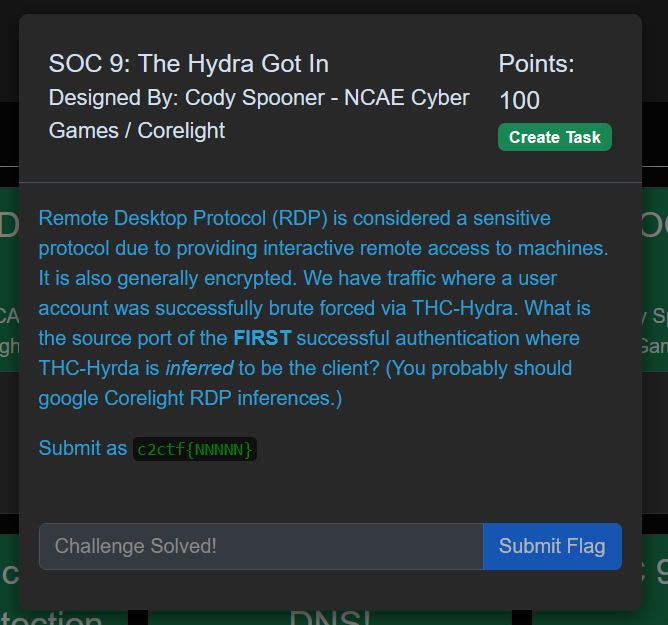 SOC 9: The Hydra Got In
Points:
100
Designed By: Cody Spooner - NCAE Cyber
Games / Corelight
Create Task
Remote Desktop Protocol (RDP) is considered a sensitive
protocol due to providing interactive remote access to machines.
It is also generally encrypted. We have traffic where a user
account was successfully brute forced via THC-Hydra. What is
the source port of the FIRST successful authentication where
THC-Hyrda is inferred to be the client? (You probably should
google Corelight RDP inferences.)
Submit as c2ctf{NNNNN}
Challenge Solved!
Submit Flag
DNS!